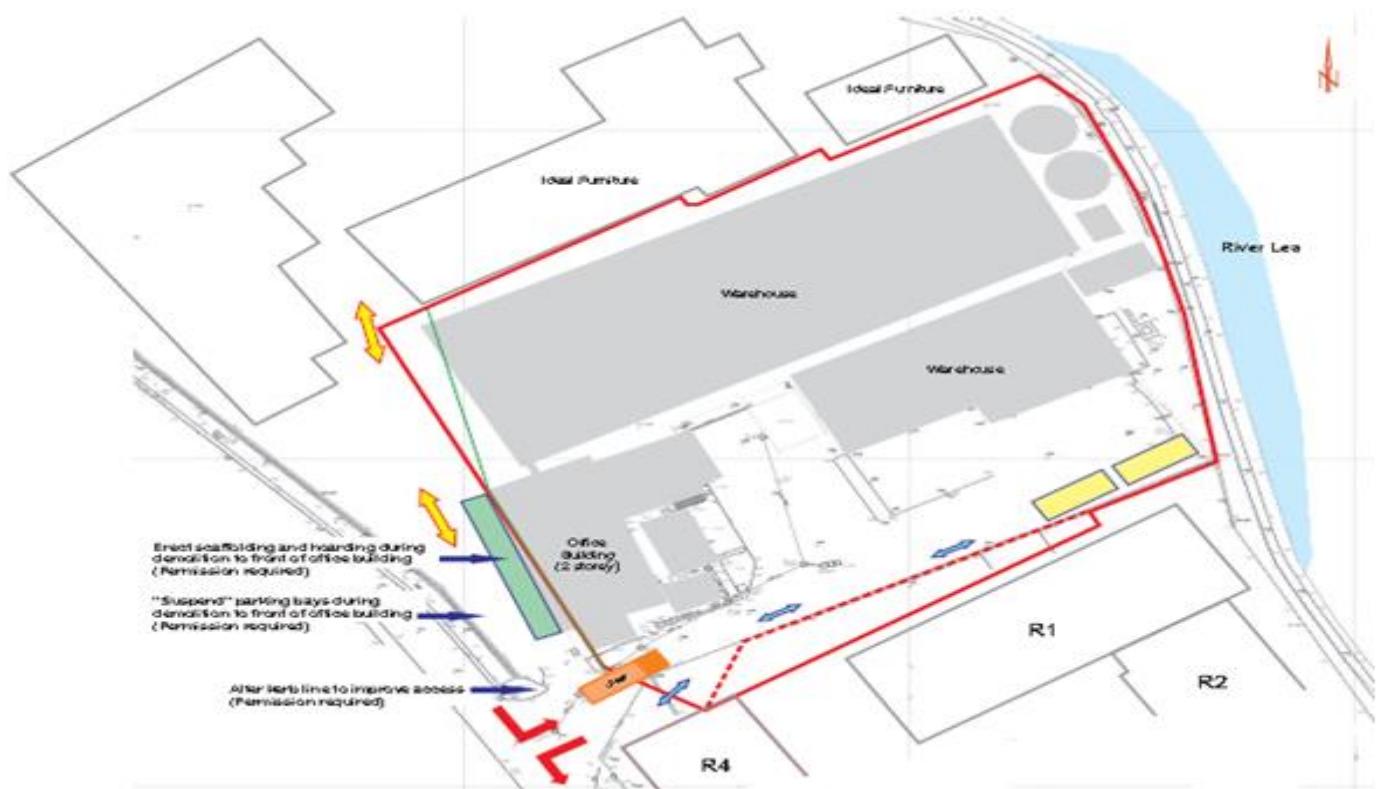 Ideal Furniture
Ideal Furniture
River Lea
Warehouse
Warehouse
Office
Building
(2 storey)
Erect scaffolding and hoarding during
demolition to front of office building
(Permission required)
"Suspend" parking bays during
demolition to front of office building
(Permission required)
Alter kerb line to improve access
(Permission required)
R1
R2
R4